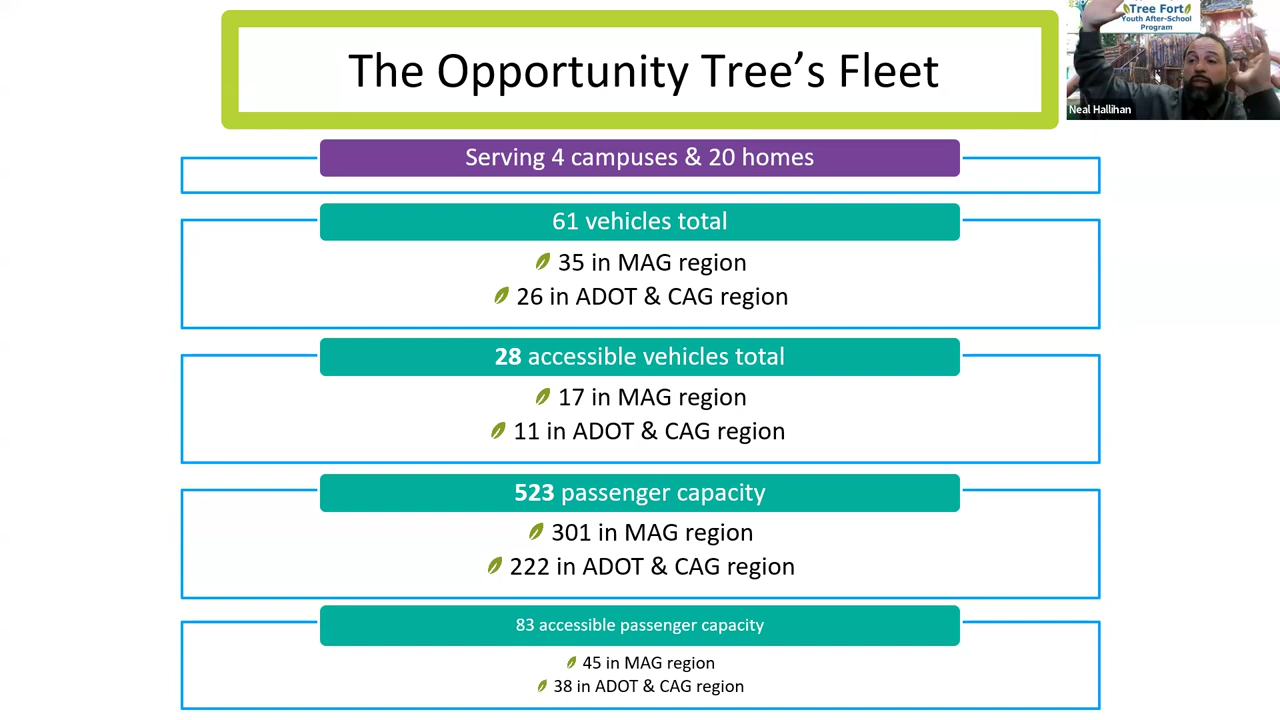 The Opportunity Tree's Fleet
Tree Fort
Youth After-School
Program
Neal Hallihan
Serving 4 campuses & 20 homes
61 vehicles total
35 in MAG region
26 in ADOT & CAG region
28 accessible vehicles total
17 in MAG region
11 in ADOT & CAG region
523 passenger capacity
301 in MAG region
222 in ADOT & CAG region
83 accessible passenger capacity
45 in MAG region
38 in ADOT & CAG region